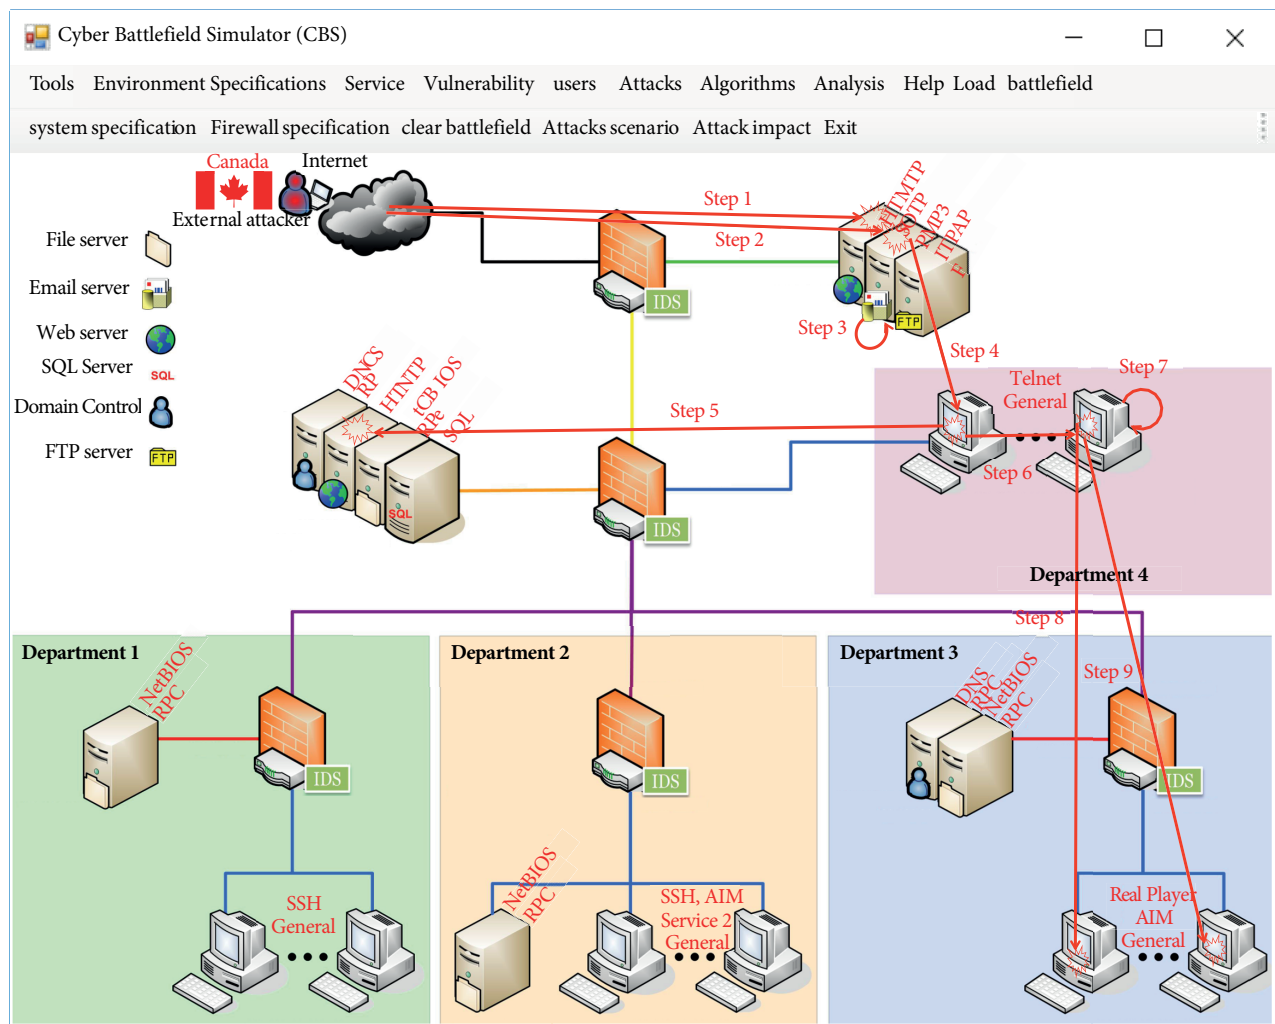 Cyber Battlefield Simulator (CBS)
Tools Environment Specifications Service Vulnerability users Attacks Algorithms Analysis Help Load battlefield
system specification Firewall specification clear battlefield Attacks scenario Attack impact Exit
Canada
Internet
External attacker
File server
Email server
Web server
SQL Server
SQL
Domain Control
FTP server
FTP
Step 1
Step 2
IDS
FTP
Step 3
Step 4
Telnet
General
Step 7
Step 5
Step 6
SQL
SQL
IDS
Department 4
Step 8
Department 1
NetBIOS
RPC
IDS
SSH
General
Department 2
IDS
NetBIOS
RPC
SSH, AIM
Service 2
General
Department 3
DNS
RPC
NetBIOS
RPC
Step 9
IDS
Real Player
AIM
General